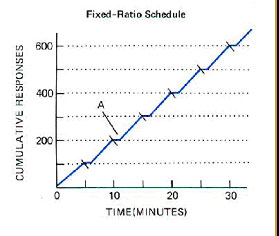 Fixed-Ratio Schedule
CUMULATIVE RESPONSES
600
400
200
A
0 10 20 30
TIME(MINUTES)